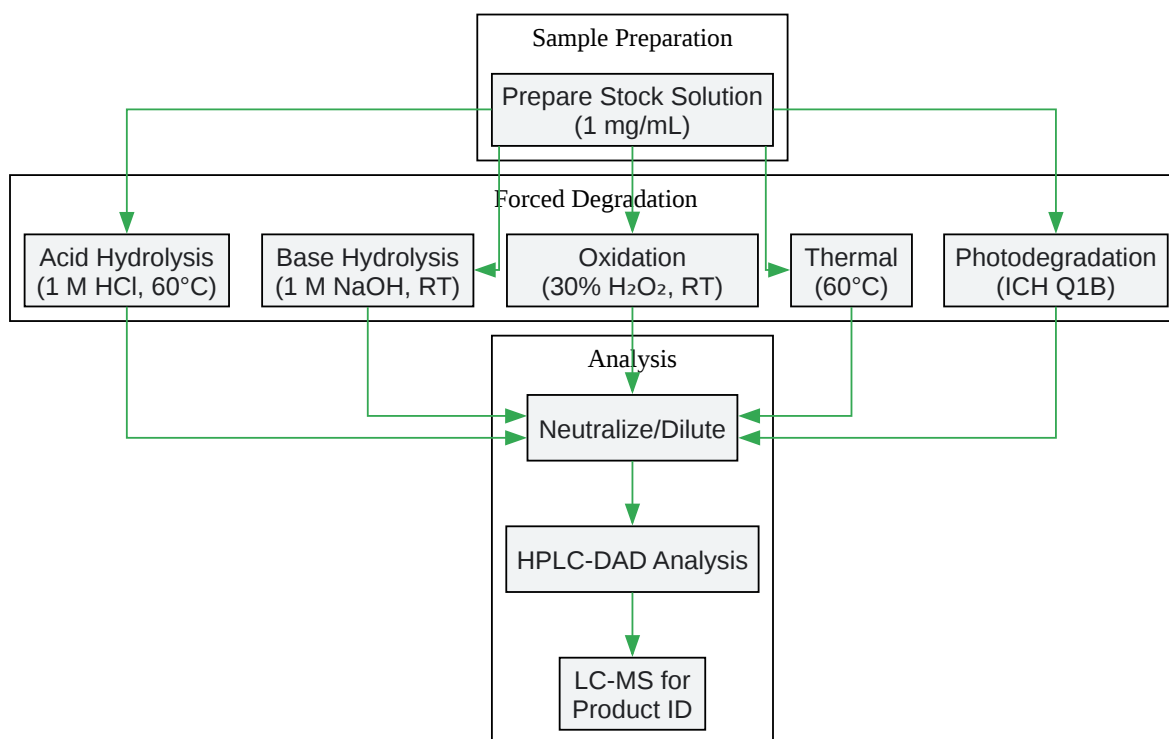 Sample Preparation
Prepare Stock Solution
(1 mg/mL)
Forced Degradation
Acid Hydrolysis
(1 M HCl, 60°C)
Base Hydrolysis
(1 M NaOH, RT)
Oxidation
(30% H₂O₂, RT)
Thermal
(60°C)
Photodegradation
(ICH Q1B)
Analysis
Neutralize/Dilute
HPLC-DAD Analysis
LC-MS for
Product ID